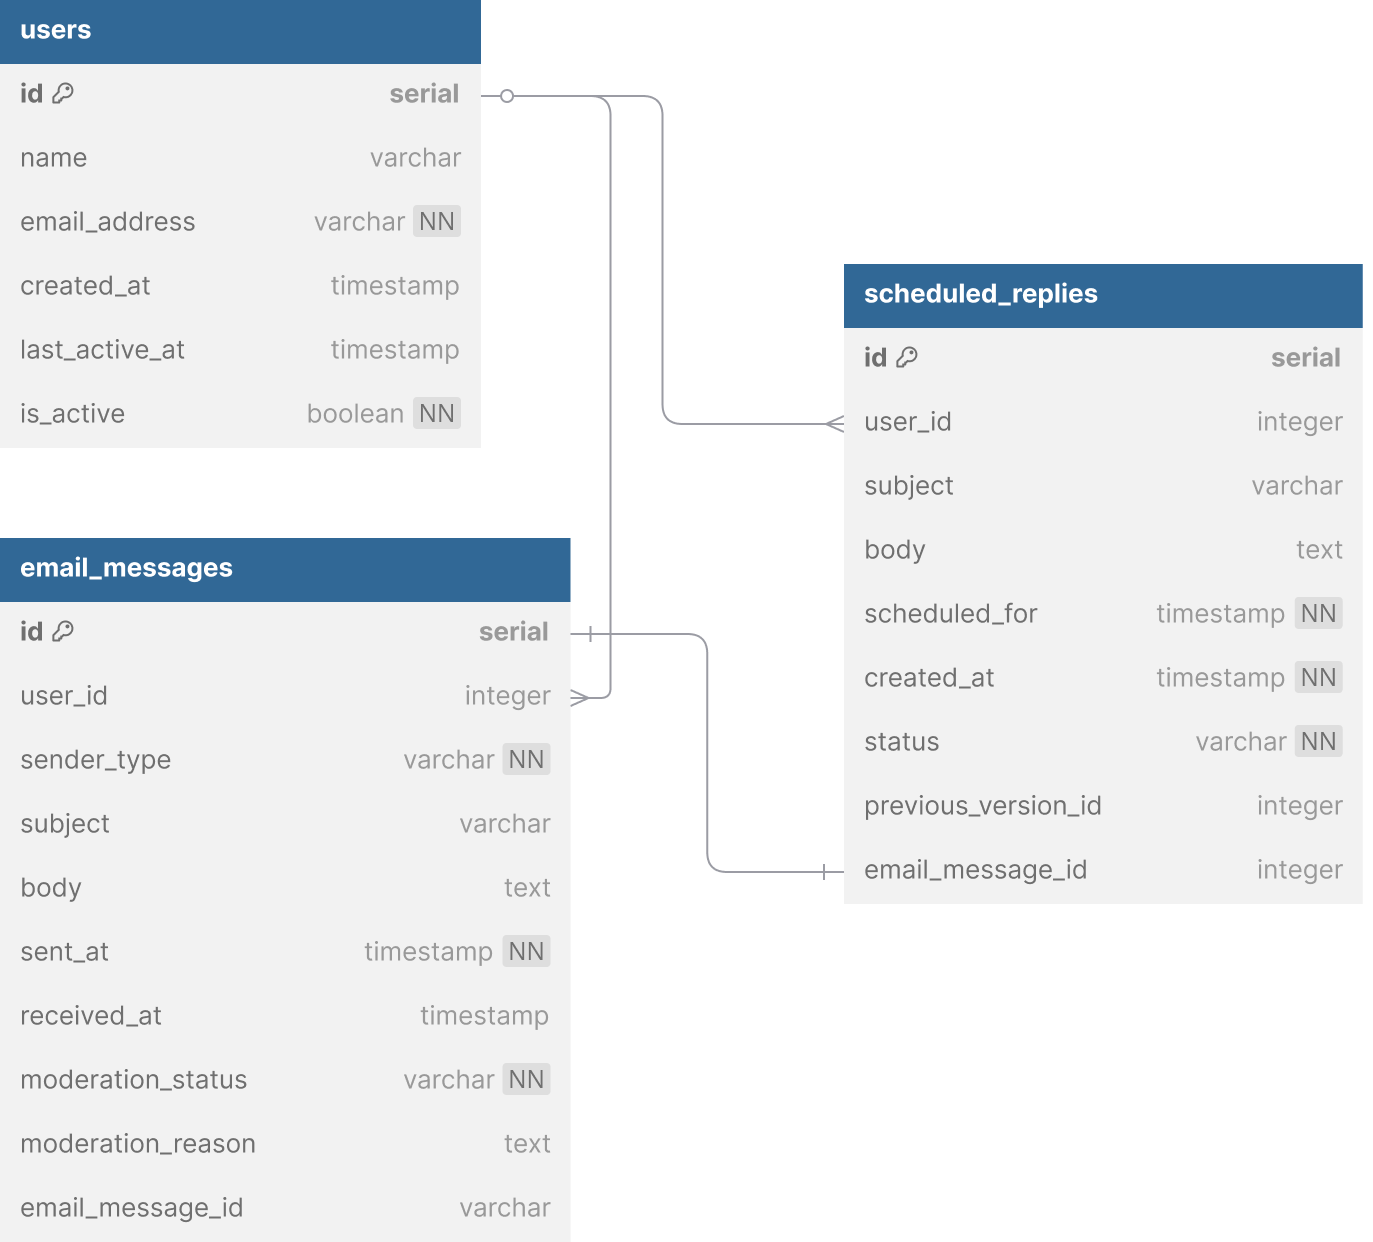 users
id serial
name varchar
email_address varchar NN
created_at timestamp
last_active_at timestamp
is_active boolean NN
scheduled_replies
id serial
user_id integer
subject varchar
body text
scheduled_for timestamp NN
created_at timestamp NN
status varchar NN
previous_version_id integer
email_message_id integer
email_messages
id serial
user_id integer
sender_type varchar NN
subject varchar
body text
sent_at timestamp NN
received_at timestamp
moderation_status varchar NN
moderation_reason text
email_message_id varchar